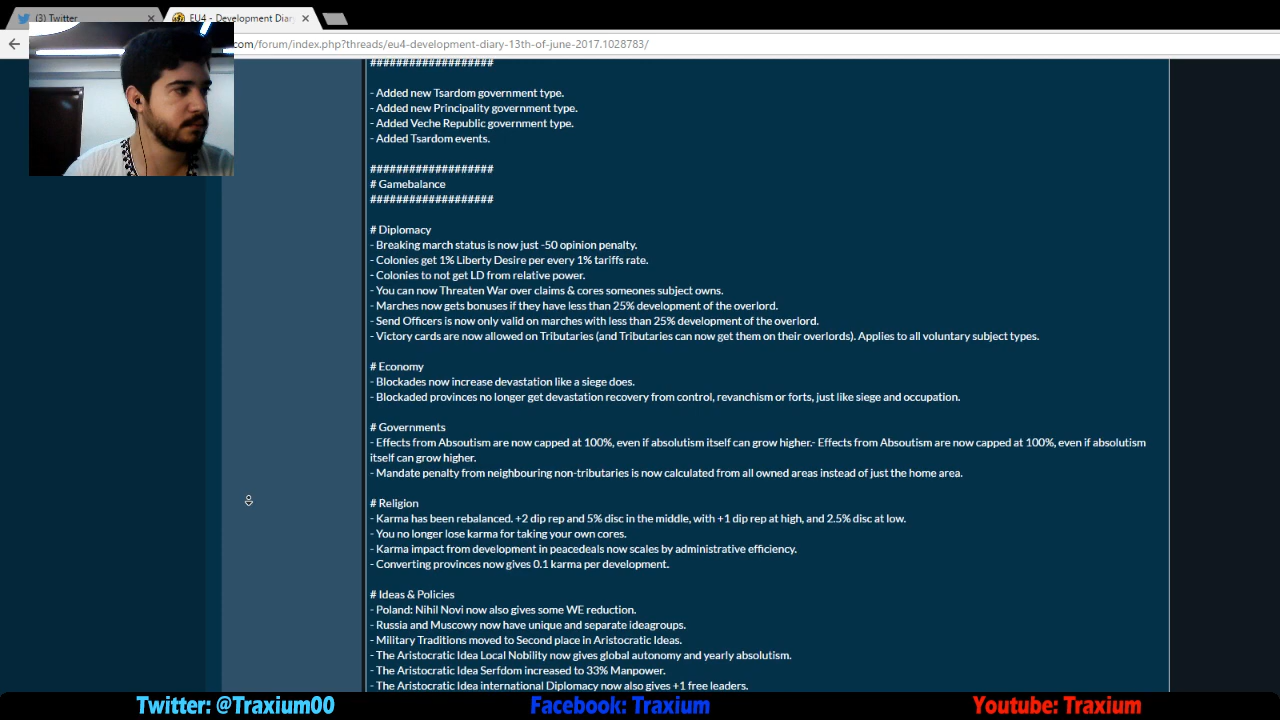 (3) Twitter
EU4 - Development Diar
com/forum/index.php?threads/eu4-development-diary-13th-of-june-2017.1028783/
###################
- Added new Tsardom government type.
- Added new Principality government type.
- Added Veche Republic government type.
- Added Tsardom events.
###################
# Gamebalance
###################
# Diplomacy
- Breaking march status is now just -50 opinion penalty.
- Colonies get 1% Liberty Desire per every 1% tariffs rate.
- Colonies to not get LD from relative power.
- You can now Threaten War over claims & cores someones subject owns.
- Marches now gets bonuses if they have less than 25% development of the overlord.
- Send Officers is now only valid on marches with less than 25% development of the overlord.
- Victory cards are now allowed on Tributaries (and Tributaries can now get them on their overlords). Applies to all voluntary subject types.
# Economy
- Blockades now increase devastation like a siege does.
- Blockaded provinces no longer get devastation recovery from control, revanchism or forts, just like siege and occupation.
# Governments
- Effects from Absoutism are now capped at 100%, even if absolutism itself can grow higher.- Effects from Absoutism are now capped at 100%, even if absolutism
itself can grow higher.
- Mandate penalty from neighbouring non-tributaries is now calculated from all owned areas instead of just the home area.
# Religion
- Karma has been rebalanced. +2 dip rep and 5% disc in the middle, with +1 dip rep at high, and 2.5% disc at low.
- You no longer lose karma for taking your own cores.
- Karma impact from development in peacedeals now scales by administrative efficiency.
- Converting provinces now gives 0.1 karma per development.
# Ideas & Policies
- Poland: Nihil Novi now also gives some WE reduction.
- Russia and Muscowy now have unique and separate ideagroups.
- Military Traditions moved to Second place in Aristocratic Ideas.
- The Aristocratic Idea Local Nobility now gives global autonomy and yearly absolutism.
- The Aristocratic Idea Serfdom increased to 33% Manpower.
- The Aristocratic Idea international Diplomacy now also gives +1 free leaders.
Twitter: @Traxium00
Facebook: Traxium
Youtube: Traxium